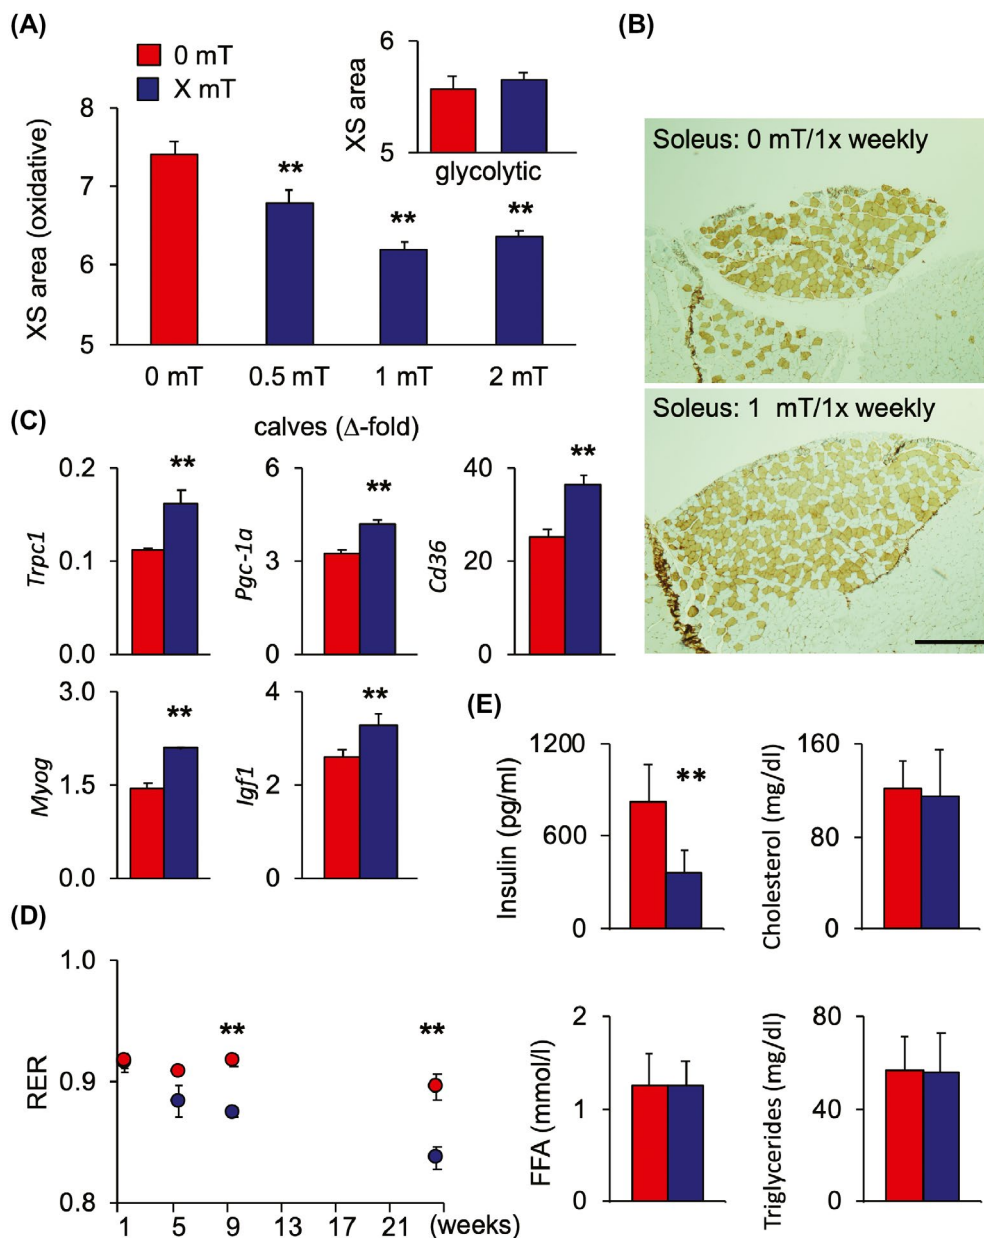 (A)
0 mT
X mT
XS area (oxidative)
8
7
6
5
**
**
**
0 mT 0.5 mT 1 mT 2 mT
XS area
6
5
glycolytic
(B)
Soleus: 0 mT/1x weekly
Soleus: 1 mT/1x weekly
(C)
calves (Δ-fold)
Trpc1
0.2
0.1
0.0
**
Pgc-1a
6
3
0
**
Cd36
40
20
0
**
Myog
3.0
1.5
0.0
**
Igf1
4
2
0
**
(D)
RER
1.0
0.9
0.8
**
**
1 5 9 13 17 21 (weeks)
(E)
Insulin (pg/ml)
1200
600
0
**
Cholesterol (mg/dl)
160
80
0
FFA (mmol/l)
2
1
0
Triglycerides (mg/dl)
80
40
0